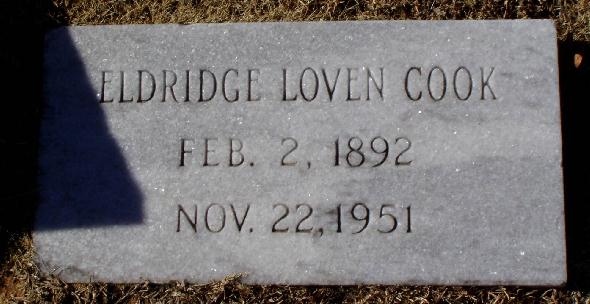 ELDRIDGE LOVEN COOK
FEB. 2, 1892
NOV. 22, 1951